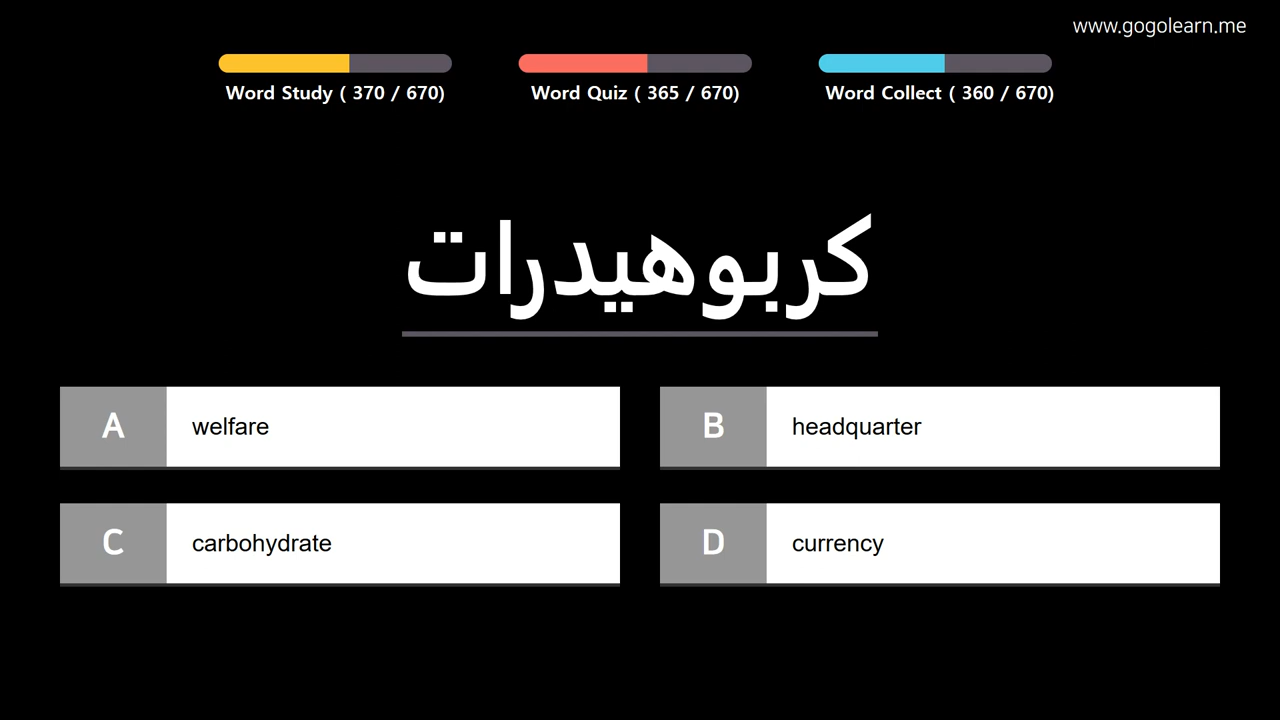 www.gogolearn.me
Word Study ( 370 / 670)
Word Quiz ( 365 / 670)
Word Collect ( 360 / 670)
کربوهیدرات
A welfare
B headquarter
C carbohydrate
D currency